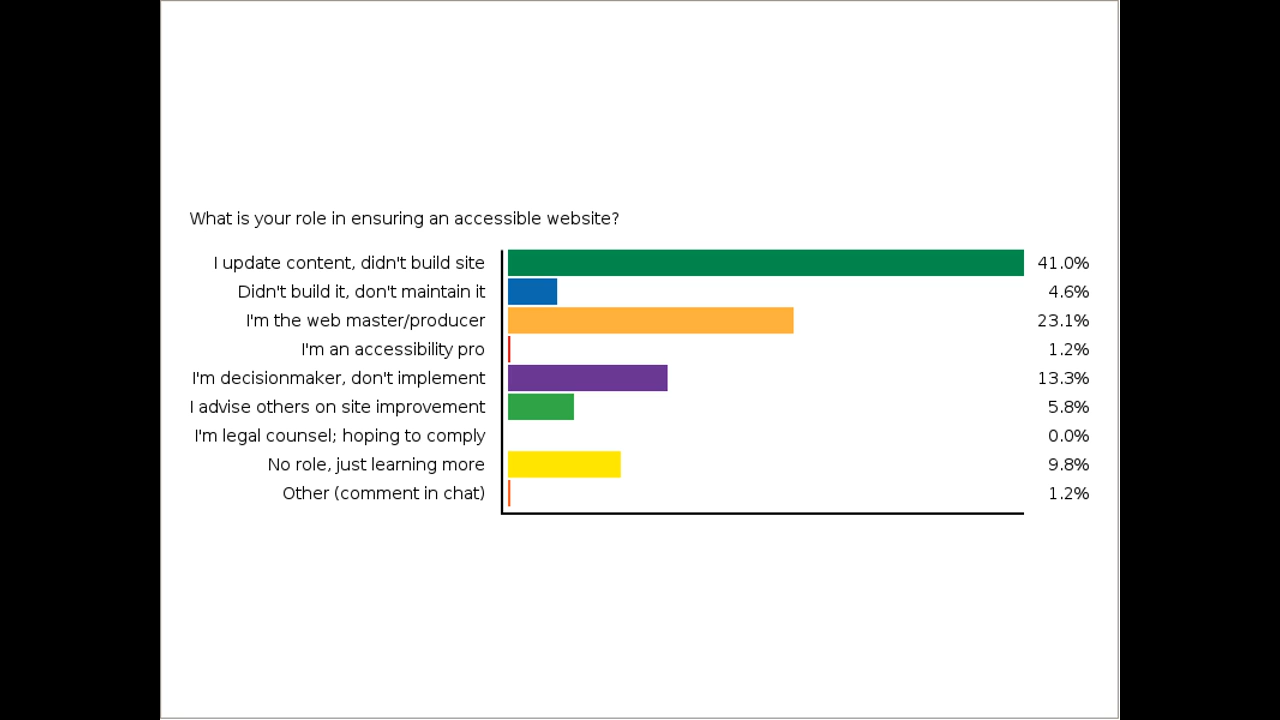 What is your role in ensuring an accessible website?
I update content, didn't build site 41.0%
Didn't build it, don't maintain it 4.6%
I'm the web master/producer 23.1%
I'm an accessibility pro 1.2%
I'm decisionmaker, don't implement 13.3%
I advise others on site improvement 5.8%
I'm legal counsel; hoping to comply 0.0%
No role, just learning more 9.8%
Other (comment in chat) 1.2%